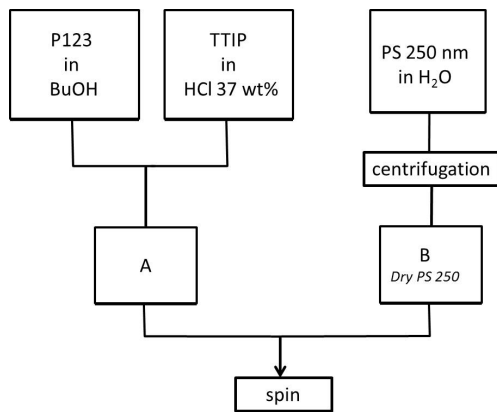 P123
in
BuOH
TTIP
in
HCl 37 wt%
PS 250 nm
in H₂O
centrifugation
A
B
Dry PS 250
spin